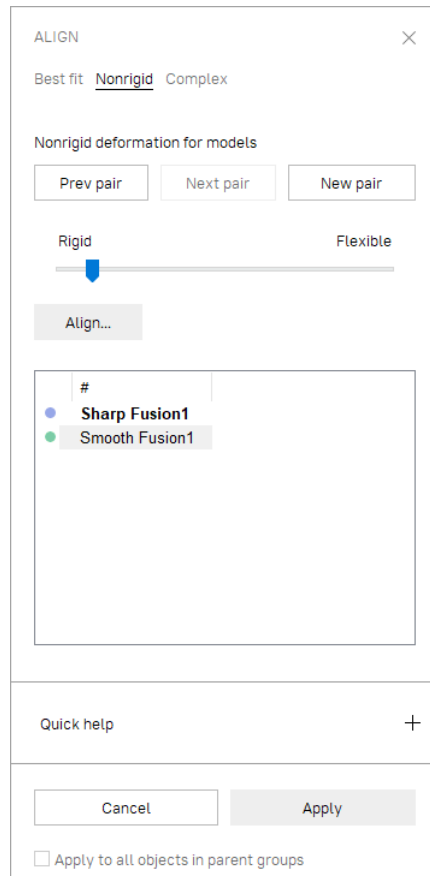 ALIGN
Best fit Nonrigid Complex
Nonrigid deformation for models
Prev pair Next pair New pair
Rigid Flexible
Align...
#
Sharp Fusion1
Smooth Fusion1
Quick help
Cancel Apply
Apply to all objects in parent groups